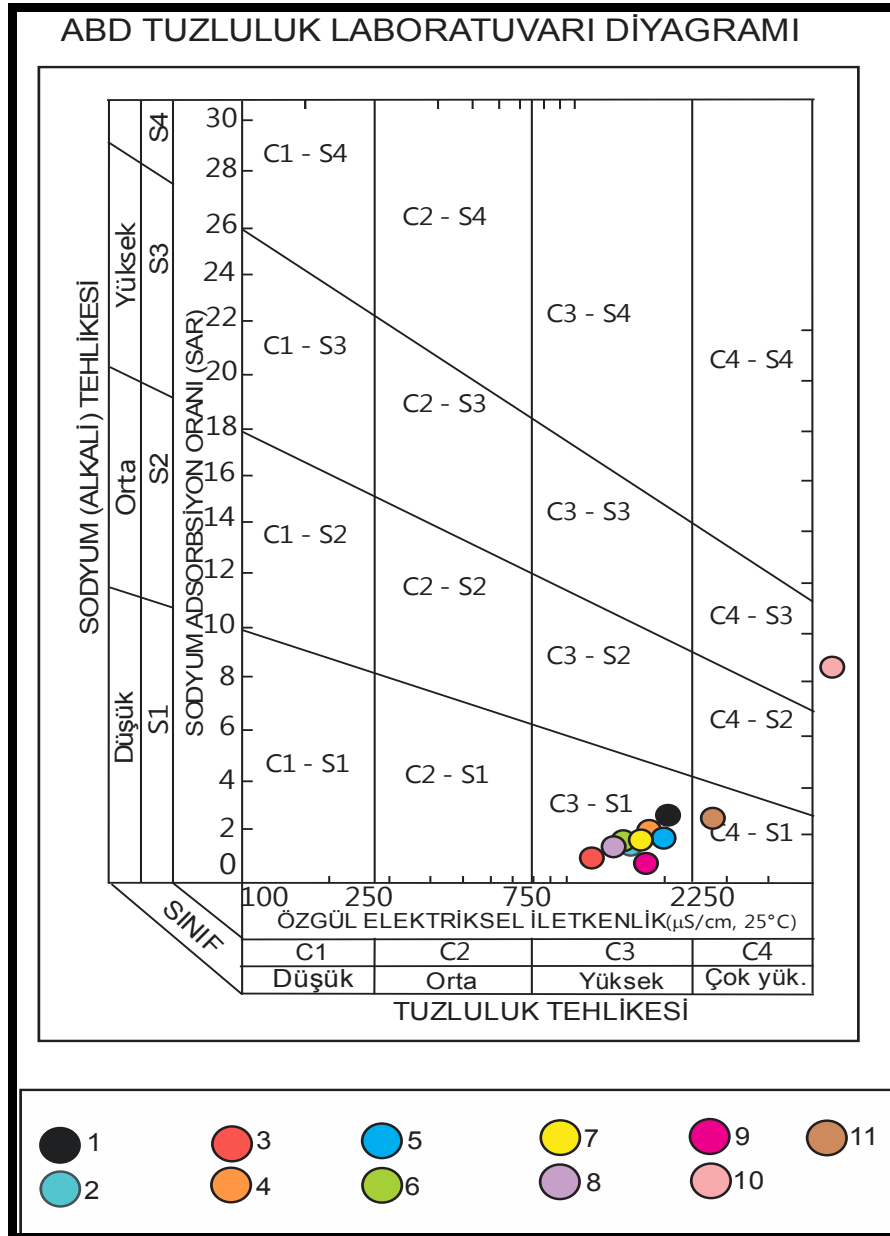 ABD TUZLULUK LABORATUVARI DİYAGRAMI
SODYUM (ALKALİ) TEHLİKESİ
Yüksek
Orta
Düşük
S4
S3
S2
S1
SODYUM ADSORBSİYON ORANI (SAR)
30
28
26
24
22
20
18
16
14
12
10
8
6
4
2
0
C1 - S4
C2 - S4
C3 - S4
C4 - S4
C1 - S3
C2 - S3
C3 - S3
C4 - S3
C1 - S2
C2 - S2
C3 - S2
C4 - S2
C1 - S1
C2 - S1
C3 - S1
C4 - S1
100 250 750 2250
ÖZGÜL ELEKTRİKSEL İLETKENLİK(µS/cm, 25°C)
SINIF
C1 C2 C3 C4
Düşük Orta Yüksek Çok yük.
TUZLULUK TEHLİKESİ
1 3 5 7 9 11
2 4 6 8 10